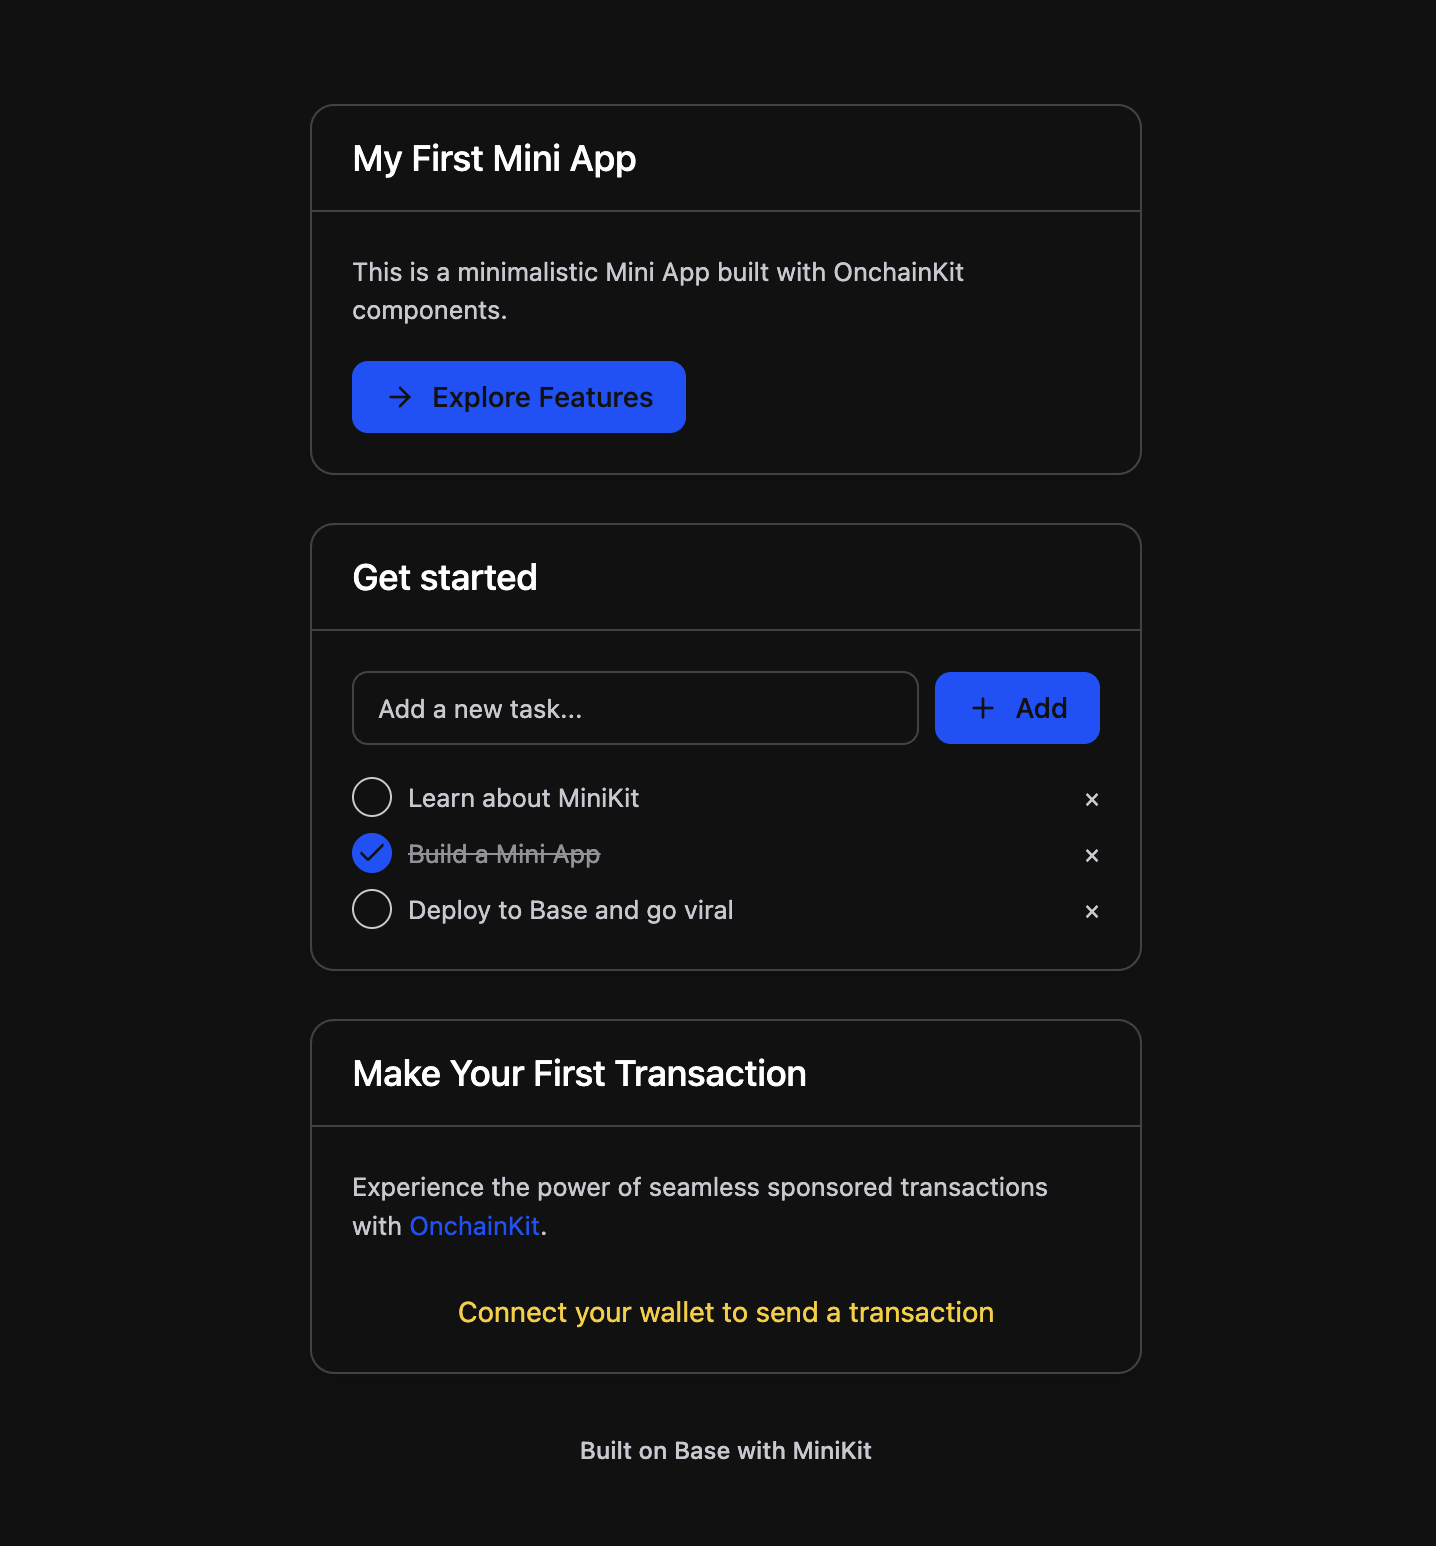 My First Mini App
This is a minimalistic Mini App built with OnchainKit
components.
Explore Features
Get started
Add a new task...
Add
Learn about MiniKit
Build a Mini App
Deploy to Base and go viral
Make Your First Transaction
Experience the power of seamless sponsored transactions
with OnchainKit.
Connect your wallet to send a transaction
Built on Base with MiniKit